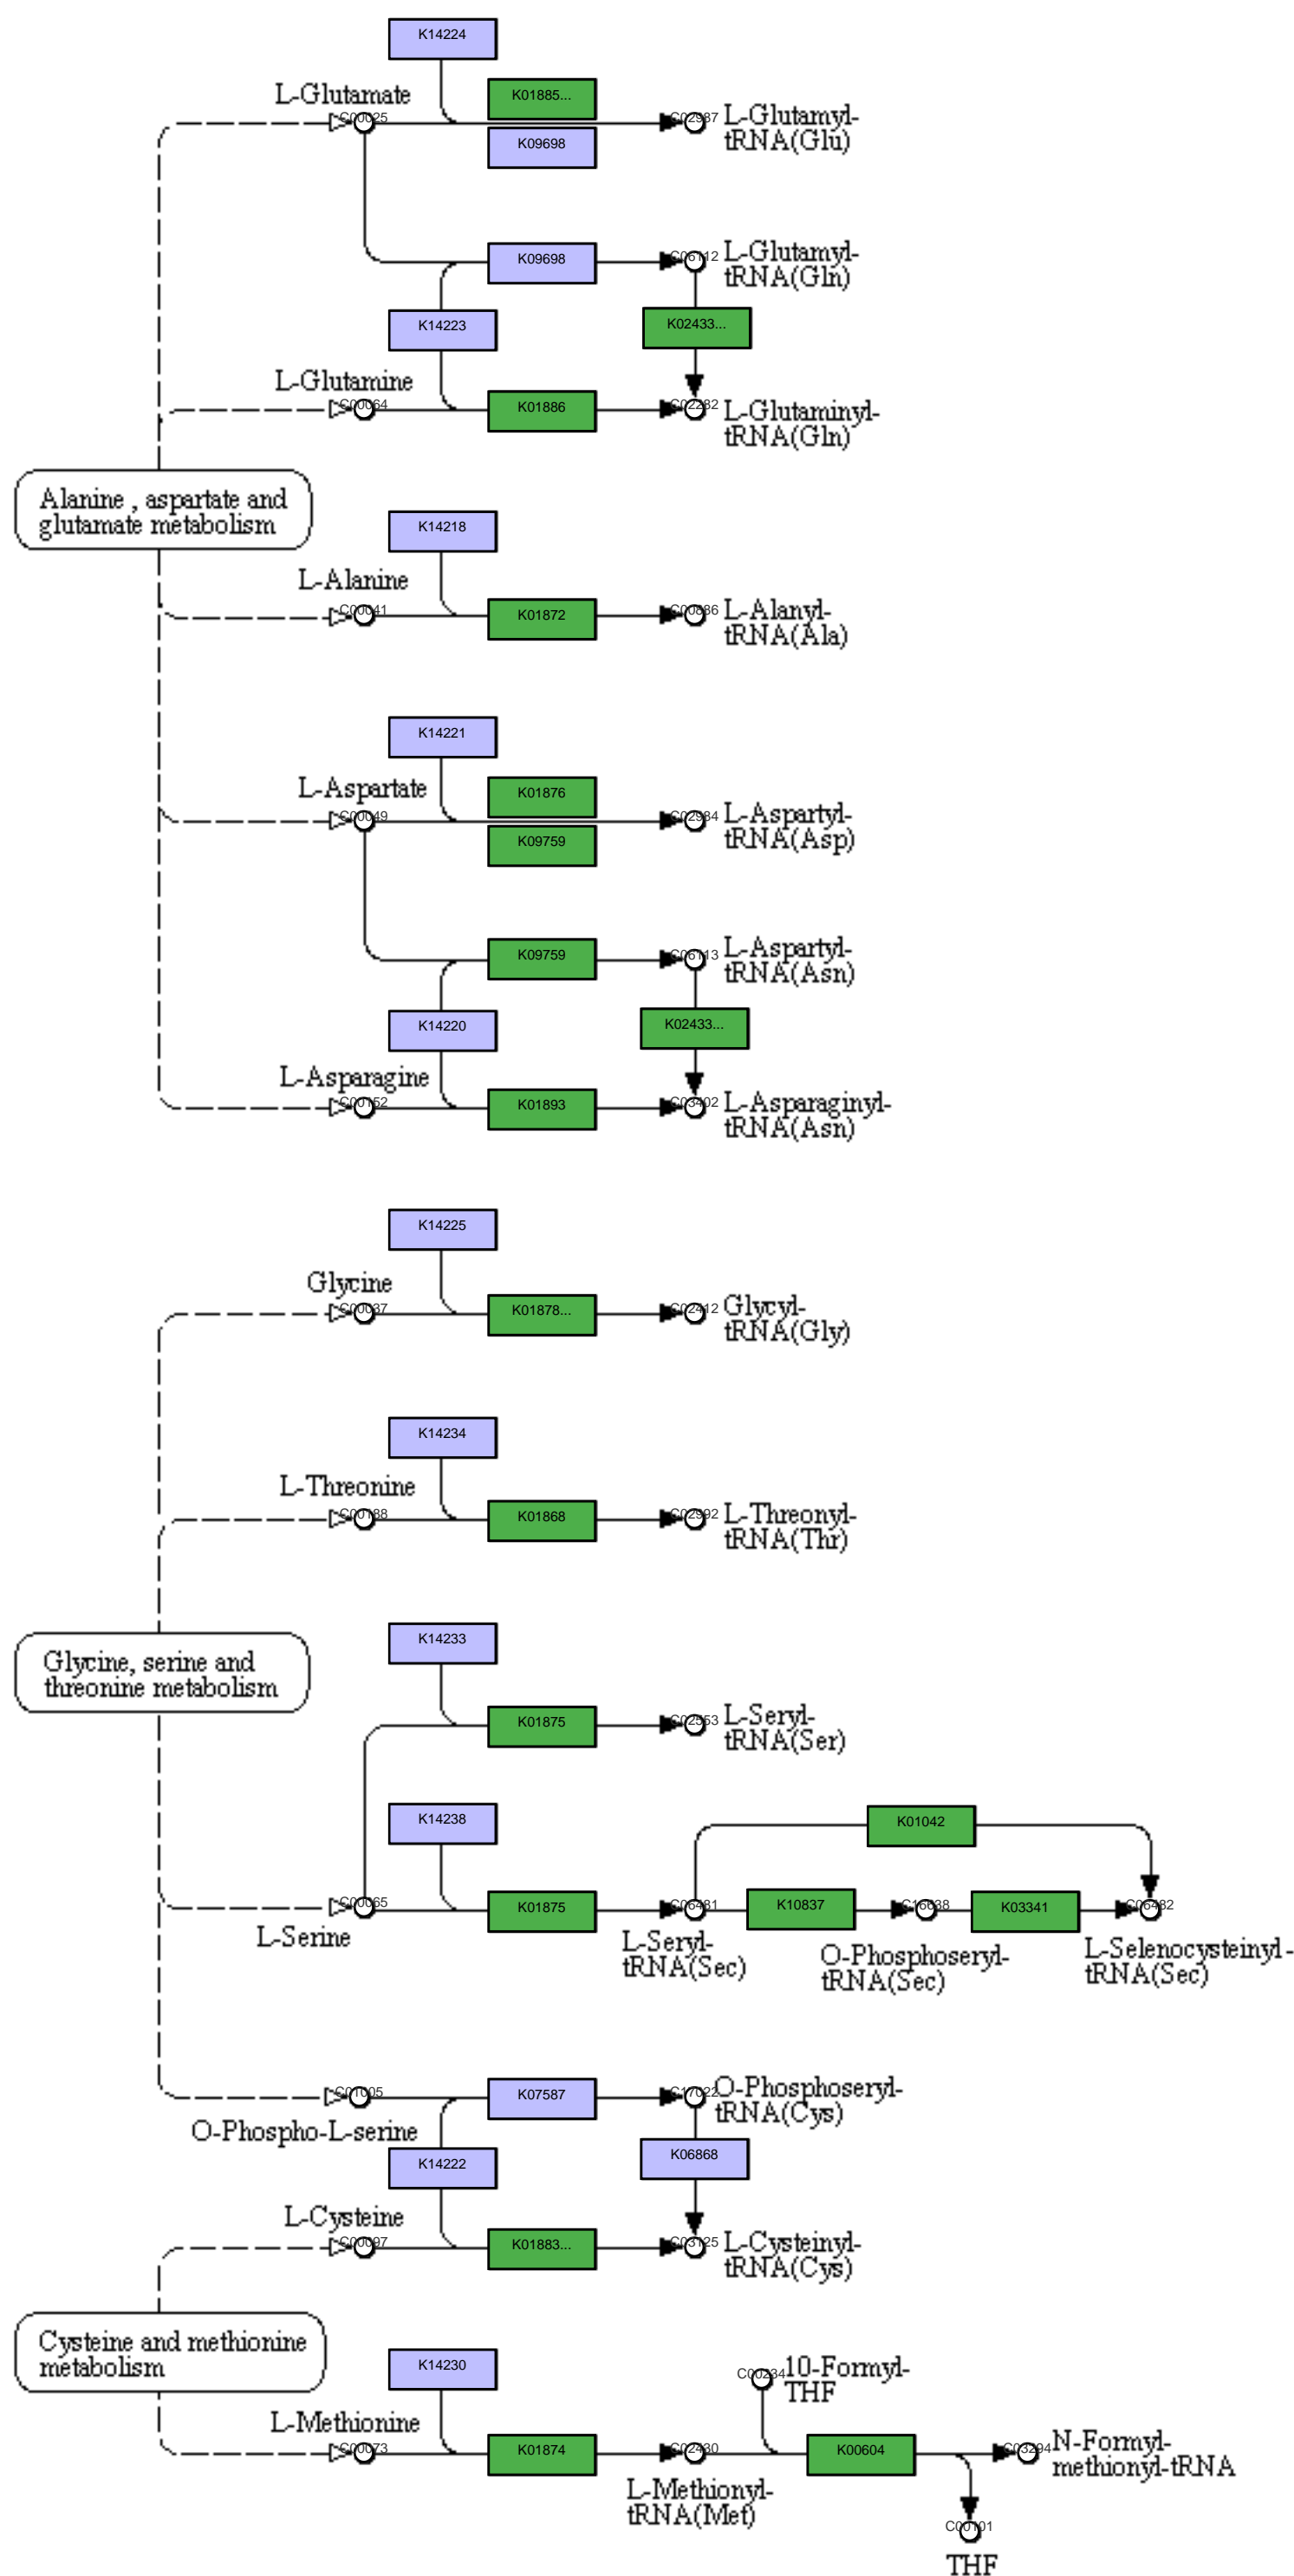 K14224
L-Glutamate
K01885...
C00025
C02987
L-Glutamyl-
tRNA(Glu)
K09698
K09698
C06112
L-Glutamyl-
tRNA(Gln)
K14223
K02433...
L-Glutamine
C00064
K01886
C02282
L-Glutaminyl-
tRNA(Gln)
Alanine , aspartate and
glutamate metabolism
K14218
L-Alanine
C00041
K01872
C00886
L-Alanyl-
tRNA(Ala)
K14221
L-Aspartate
K01876
C00049
C02984
L-Aspartyl-
tRNA(Asp)
K09759
K09759
C06113
L-Aspartyl-
tRNA(Asn)
K14220
K02433...
L-Asparagine
C00152
K01893
C03402
L-Asparaginyl-
tRNA(Asn)
K14225
Glycine
C00037
K01878...
C02412
Glycyl-
tRNA(Gly)
K14234
L-Threonine
C00188
K01868
C02992
L-Threonyl-
tRNA(Thr)
Glycine, serine and
threonine metabolism
K14233
K01875
C02553
L-Seryl-
tRNA(Ser)
K14238
K01042
C00065
L-Serine
K01875
C06481
K10837
C16638
K03341
C06482
L-Seryl-
tRNA(Sec)
O-Phosphoseryl-
tRNA(Sec)
L-Selenocysteinyl-
tRNA(Sec)
C01005
K07587
C17022
O-Phosphoseryl-
tRNA(Cys)
O-Phospho-L-serine
K14222
K06868
L-Cysteine
C00097
K01883...
C03125
L-Cysteinyl-
tRNA(Cys)
Cysteine and methionine
metabolism
K14230
C00234
10-Formyl-
THF
L-Methionine
C00073
K01874
C02430
K00604
C03294
N-Formyl-
methionyl-tRNA
L-Methionyl-
tRNA(Met)
C00101
THF